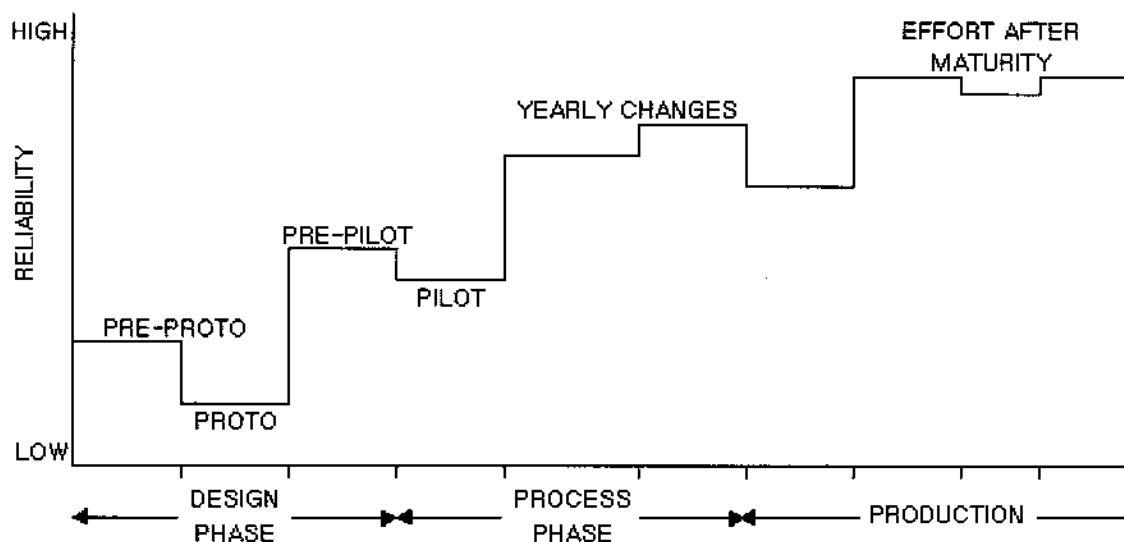 HIGH
EFFORT AFTER
MATURITY
YEARLY CHANGES
RELIABILITY
PRE-PILOT
PILOT
PRE-PROTO
PROTO
LOW
DESIGN
PHASE
PROCESS
PHASE
PRODUCTION